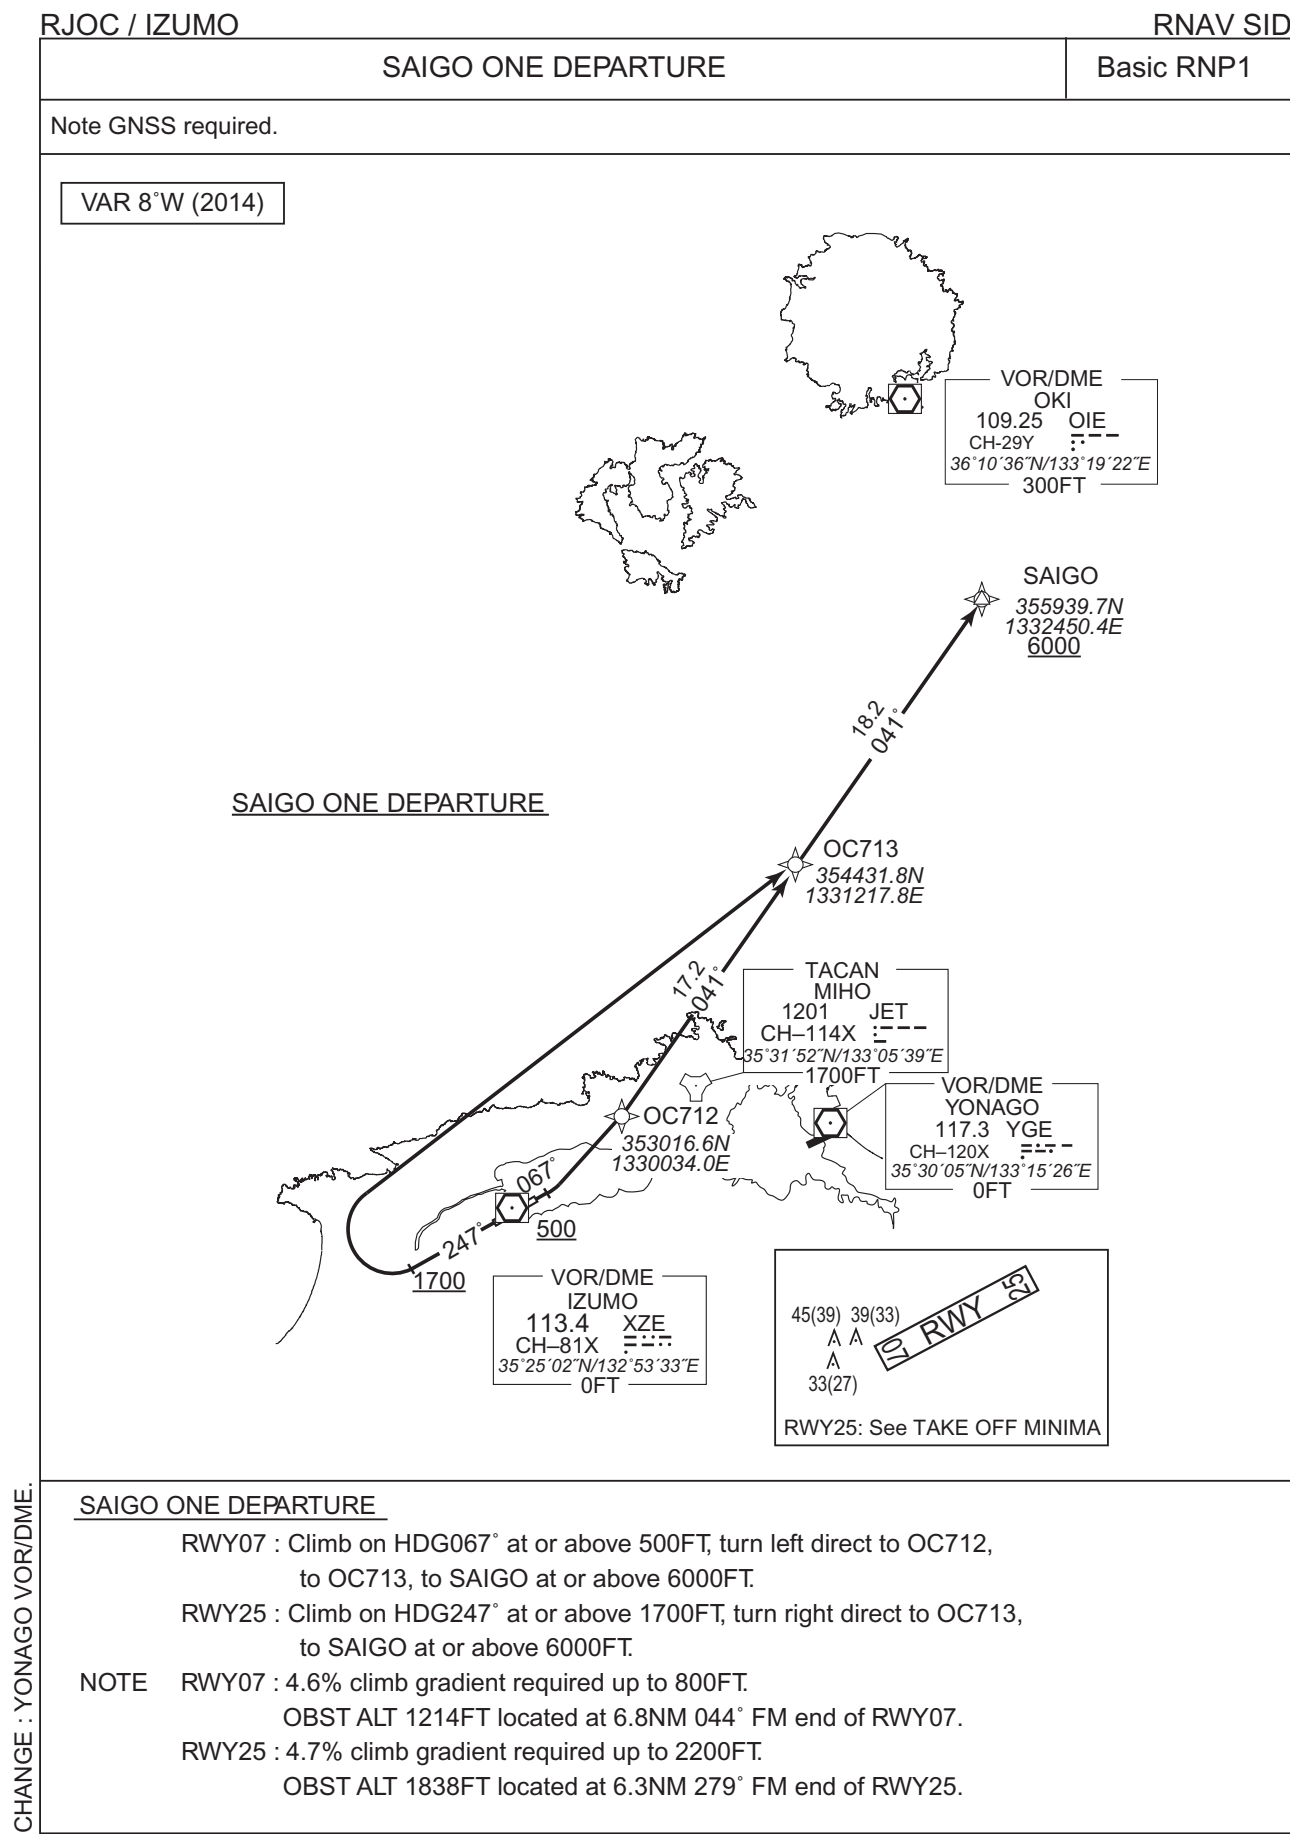 RJOC / IZUMO
RNAV SID
SAIGO ONE DEPARTURE
Basic RNP1
Note GNSS required.
VAR 8˚W (2014)
VOR/DME
OKI
109.25 OIE
CH-29Y
36˚10´36˝N/133˚19´22˝E
300FT
SAIGO
355939.7N
1332450.4E
6000
18.2
041˚
SAIGO ONE DEPARTURE
OC713
354431.8N
1331217.8E
17.2
041˚
TACAN
MIHO
1201 JET
CH–114X
35˚31´52˝N/133˚05´39˝E
1700FT
VOR/DME
YONAGO
117.3 YGE
CH–120X
35˚30´05˝N/133˚15´26˝E
0FT
OC712
353016.6N
1330034.0E
067˚
500
247˚
1700
VOR/DME
IZUMO
113.4 XZE
CH–81X
35˚25´02˝N/132˚53´33˝E
0FT
45(39) 39(33)
33(27)
07 RWY 25
RWY25: See TAKE OFF MINIMA
SAIGO ONE DEPARTURE
RWY07 : Climb on HDG067˚ at or above 500FT, turn left direct to OC712,
to OC713, to SAIGO at or above 6000FT.
RWY25 : Climb on HDG247˚ at or above 1700FT, turn right direct to OC713,
to SAIGO at or above 6000FT.
NOTE RWY07 : 4.6% climb gradient required up to 800FT.
OBST ALT 1214FT located at 6.8NM 044˚ FM end of RWY07.
RWY25 : 4.7% climb gradient required up to 2200FT.
OBST ALT 1838FT located at 6.3NM 279˚ FM end of RWY25.
CHANGE : YONAGO VOR/DME.